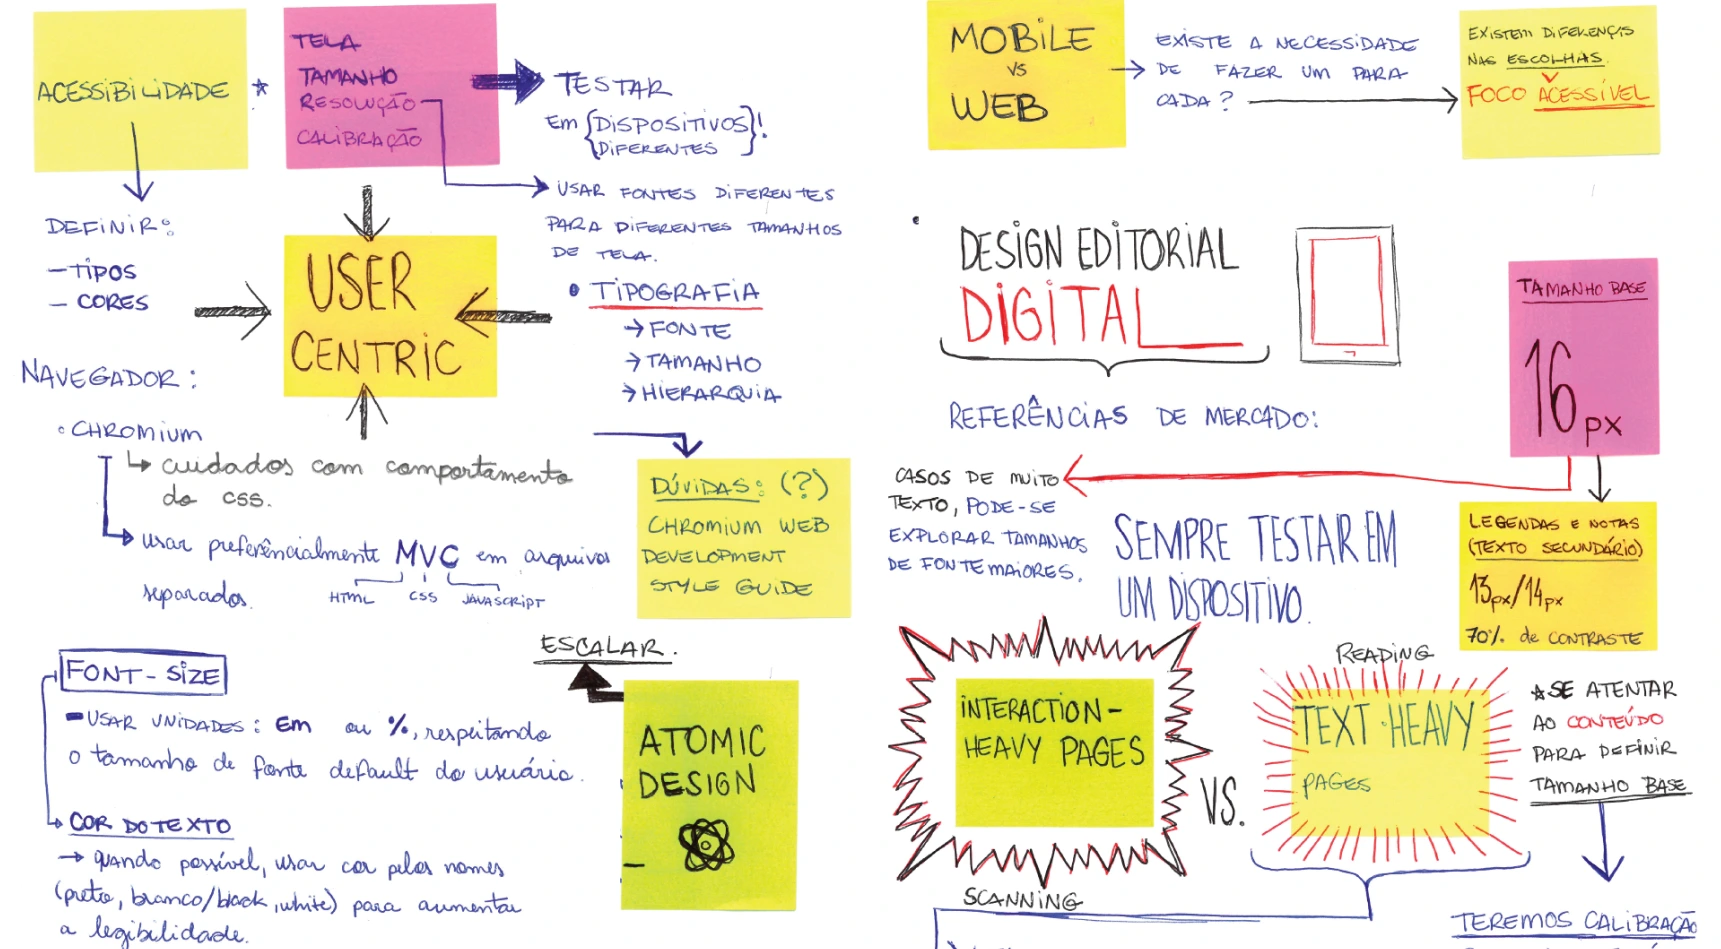 ACESSIBILIDADE *
TELA
TAMANHO
RESOLUÇÃO
CALIBRAÇÃO
TESTAR
Em {DISPOSITIVOS
DIFERENTES}!
USAR FONTES DIFERENTES
PARA DIFERENTES TAMANHOS
DE TELA.
DEFINIR:
- TIPOS
- CORES
USER
CENTRIC
• TIPOGRAFIA
→ FONTE
→ TAMANHO
→ HIERARQUIA
NAVEGADOR:
• CHROMIUM
↳ cuidados com comportamento
do CSS.
usar preferêncialmente MVC em arquivos
separados.
HTML CSS JAVASCRIPT
DÚVIDAS: (?)
CHROMIUM WEB
DEVELOPMENT
STYLE GUIDE
FONT-SIZE
- USAR UNIDADES: Em ou %, respeitando
o tamanho de fonte default do usuário.
COR DO TEXTO
→ quando possível, usar cor pelos nomes
(preto, branco/black, white) para aumentar
a legibilidade.
ESCALAR.
ATOMIC
DESIGN
MOBILE
VS
WEB
EXISTE A NECESSIDADE
DE FAZER UM PARA
CADA?
EXISTEM DIFERENÇIS
NAS ESCOLHAS.
FOCO ACESSÍVEL
DESIGN EDITORIAL
DIGITAL
REFERÊNCIAS DE MERCADO:
TAMANHO BASE
16 px
CASOS DE MUITO
TEXTO, PODE-SE
EXPLORAR TAMANHOS
DE FONTE MAIORES.
SEMPRE TESTAR EM
UM DISPOSITIVO.
LEGENDAS E NOTAS
(TEXTO SECUNDÁRIO)
13px/14px
70% de CONTRASTE
INTERACTION-
HEAVY PAGES
SCANNING
VS.
READING
TEXT-HEAVY
PAGES
*SE ATENTAR
AO CONTEÚDO
PARA DEFINIR
TAMANHO BASE
TEREMOS CALIBRAÇÃO